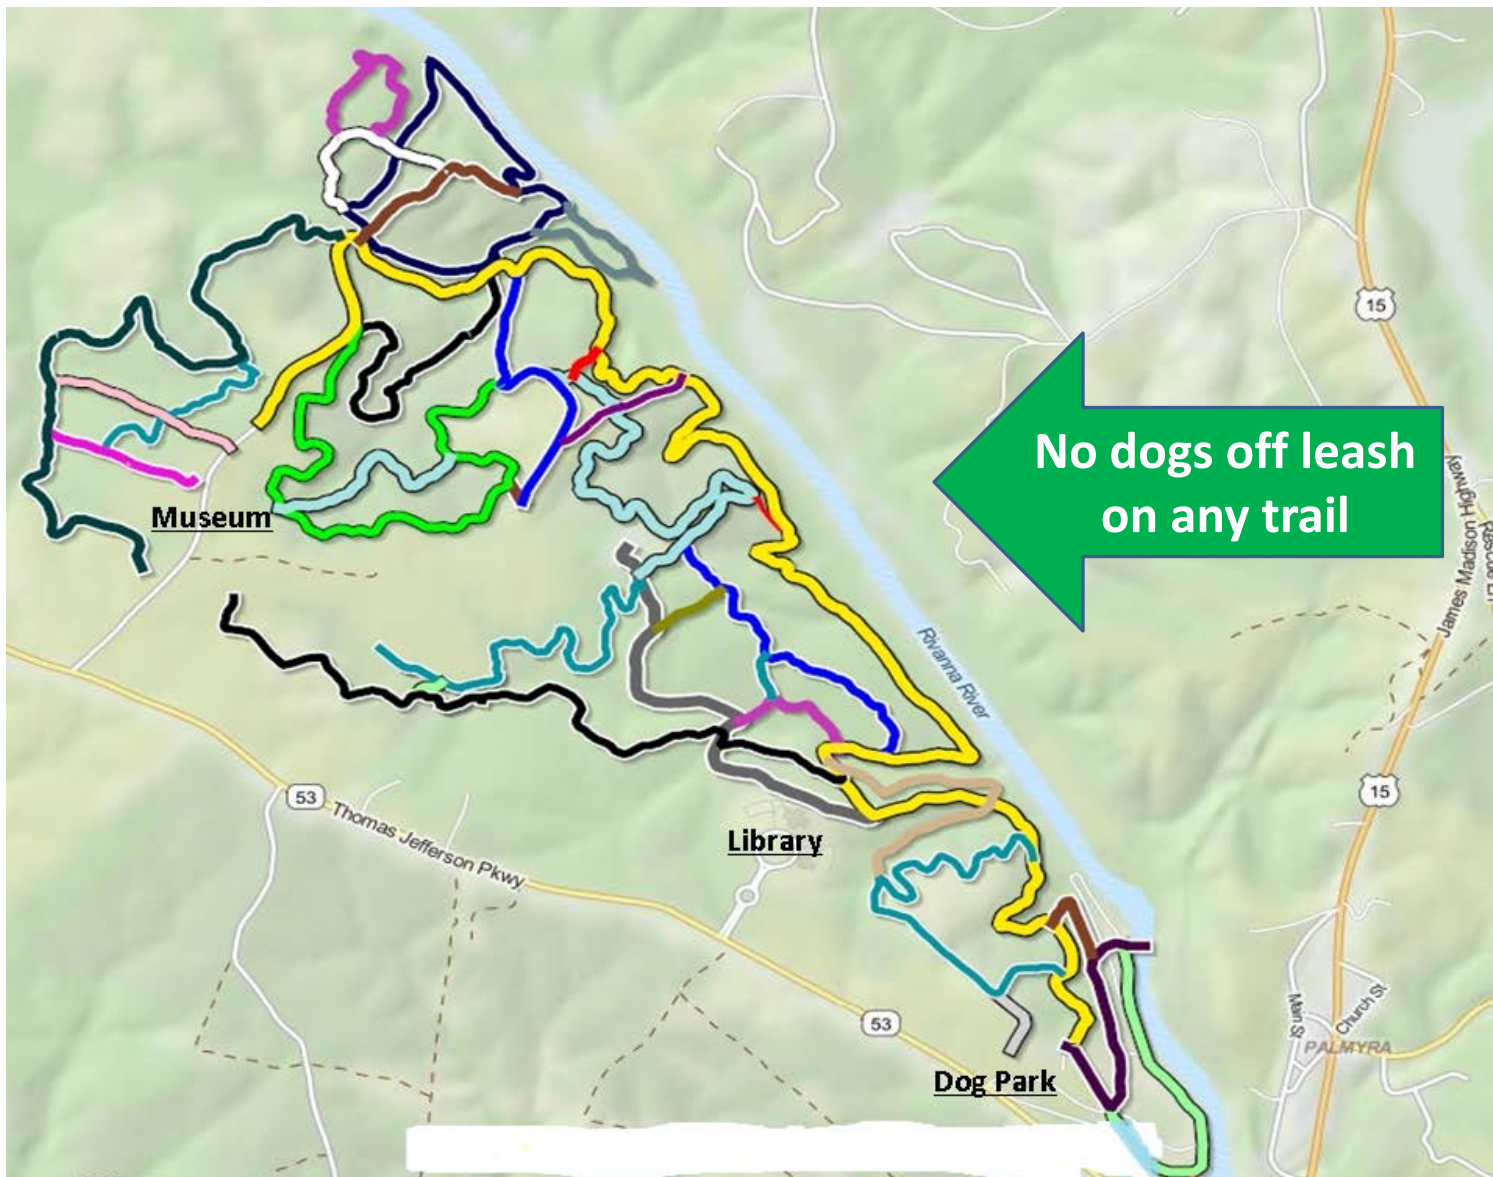 15
No dogs off leash
on any trail
James Madison Highway
Museum
Rivanna River
15
53
Thomas Jefferson Pkwy
Library
53
Main St
Church St
PALMYRA
Dog Park